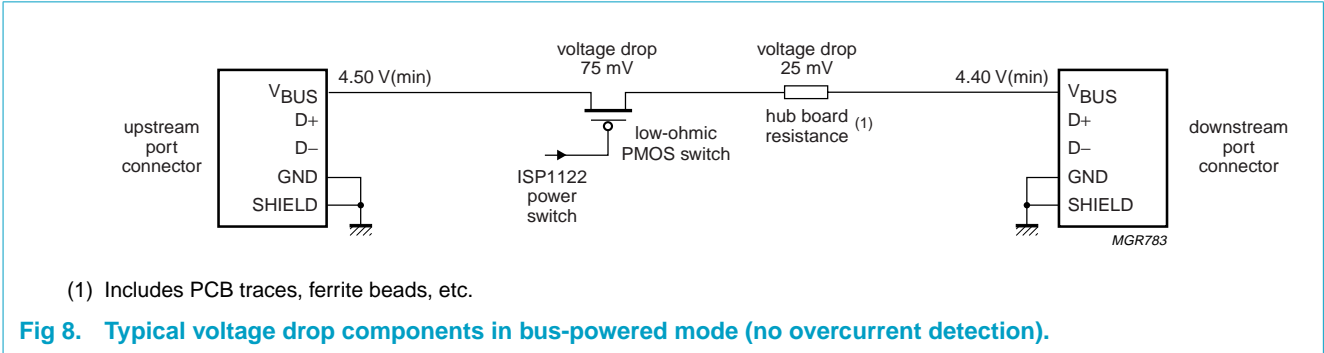 voltage drop
75 mV
voltage drop
25 mV
4.50 V(min)
4.40 V(min)
VBUS
D+
D−
GND
SHIELD
upstream
port
connector
low-ohmic
PMOS switch
ISP1122
power
switch
hub board
resistance (1)
VBUS
D+
D−
GND
SHIELD
downstream
port
connector
MGR783
(1) Includes PCB traces, ferrite beads, etc.
Fig 8. Typical voltage drop components in bus-powered mode (no overcurrent detection).